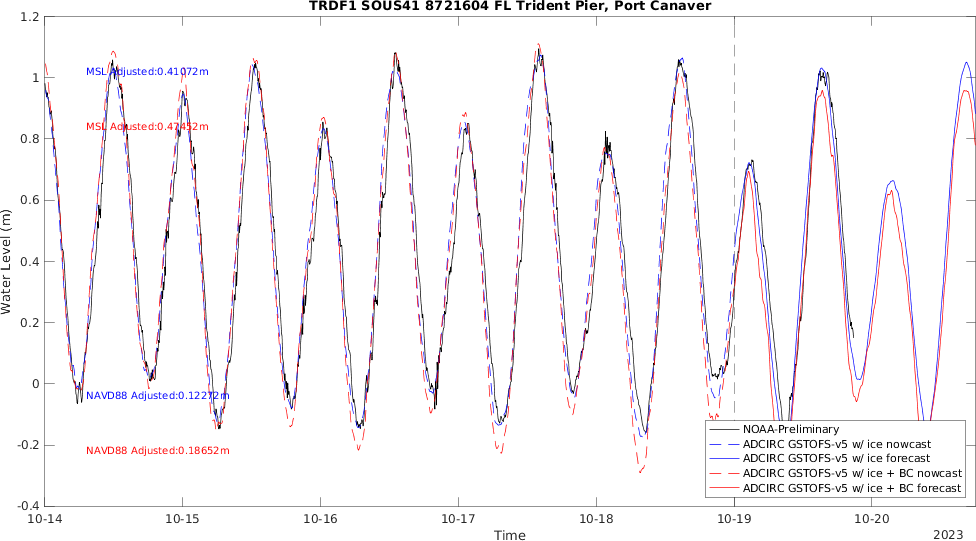 TRDF1 SOUS41 8721604 FL Trident Pier, Port Canaver
1.2
1
0.8
0.6
0.4
0.2
0
-0.2
-0.4
Water Level (m)
MSL Adjusted:0.41072m
MSL Adjusted:0.47452m
NAVD88 Adjusted:0.12272m
NAVD88 Adjusted:0.18652m
NOAA-Preliminary
ADCIRC GSTOFS-v5 w/ ice nowcast
ADCIRC GSTOFS-v5 w/ ice forecast
ADCIRC GSTOFS-v5 w/ ice + BC nowcast
ADCIRC GSTOFS-v5 w/ ice + BC forecast
10-14 10-15 10-16 10-17 10-18 10-19 10-20
Time
2023